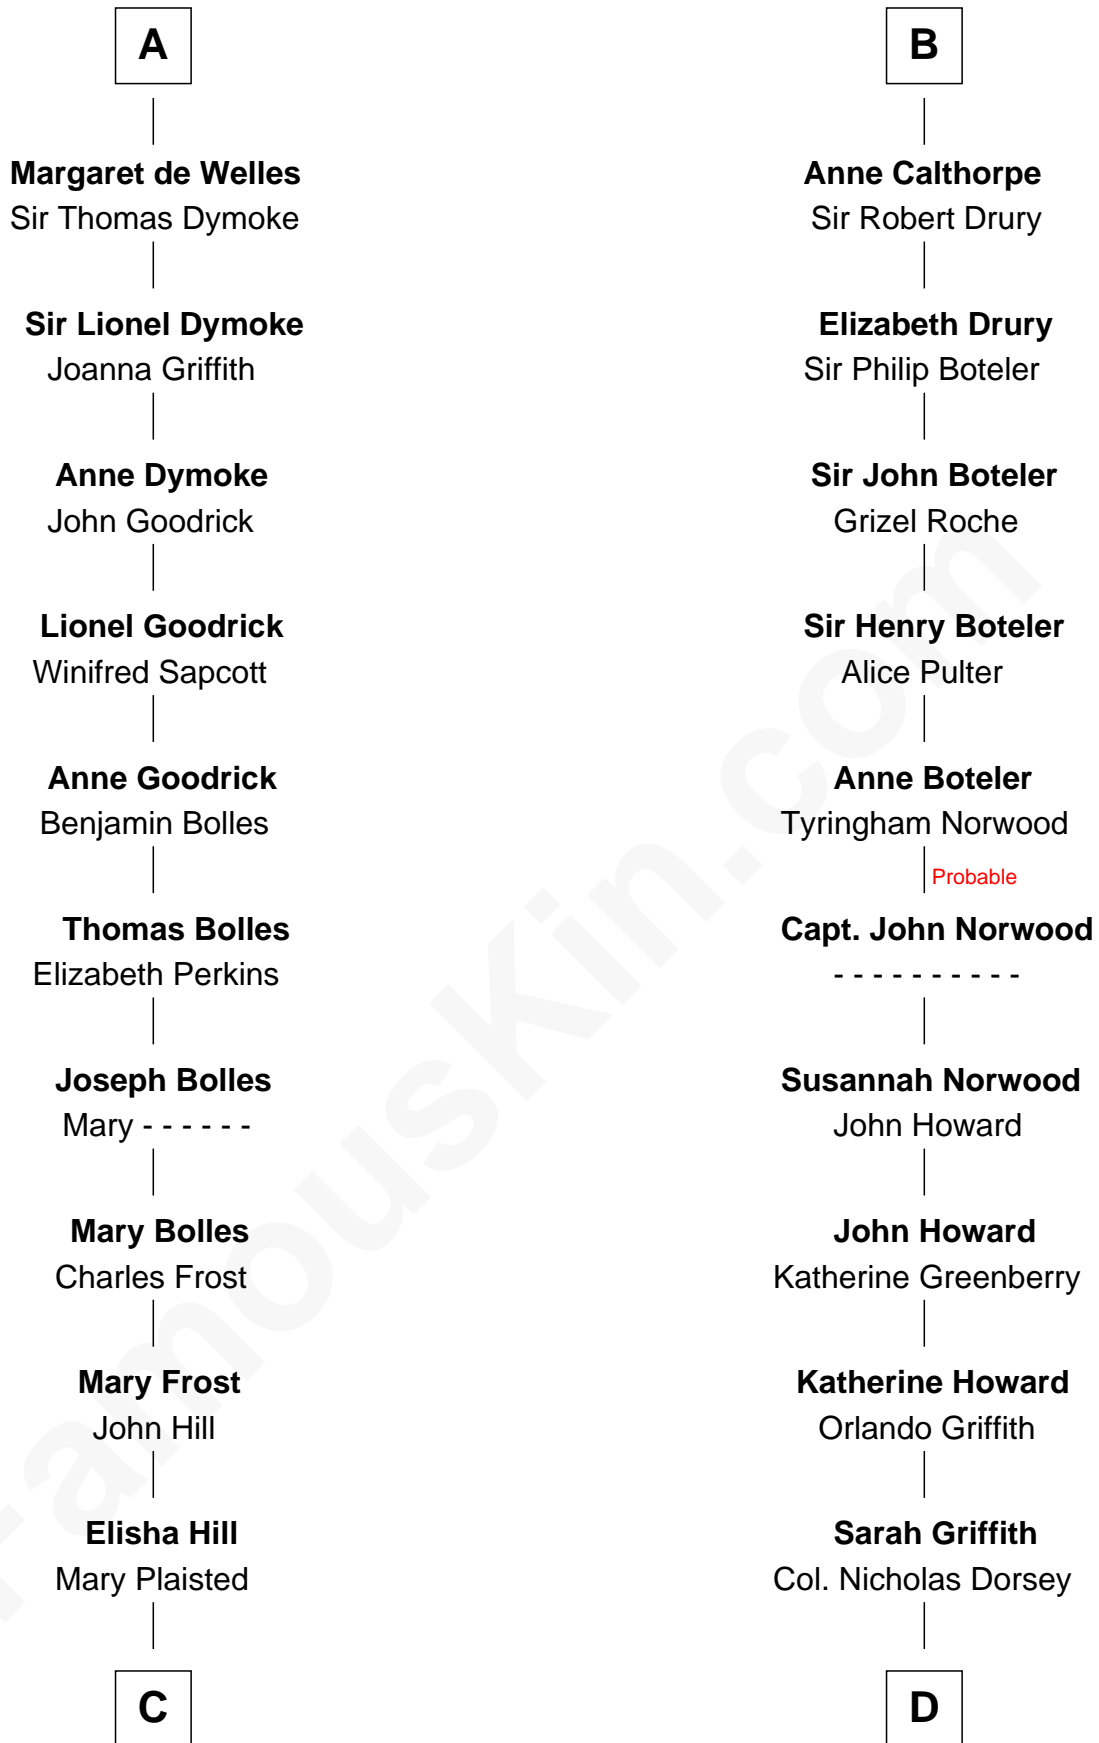 A
Margaret de Welles
Sir Thomas Dymoke
Sir Lionel Dymoke
Joanna Griffith
Anne Dymoke
John Goodrick
Lionel Goodrick
Winifred Sapcott
Anne Goodrick
Benjamin Bolles
Thomas Bolles
Elizabeth Perkins
Joseph Bolles
Mary - - - - - -
Mary Bolles
Charles Frost
Mary Frost
John Hill
Elisha Hill
Mary Plaisted
C
B
Anne Calthorpe
Sir Robert Drury
Elizabeth Drury
Sir Philip Boteler
Sir John Boteler
Grizel Roche
Sir Henry Boteler
Alice Pulter
Anne Boteler
Tyringham Norwood
Probable
Capt. John Norwood
- - - - - - - - - -
Susannah Norwood
John Howard
John Howard
Katherine Greenberry
Katherine Howard
Orlando Griffith
Sarah Griffith
Col. Nicholas Dorsey
D
FamousKin.com